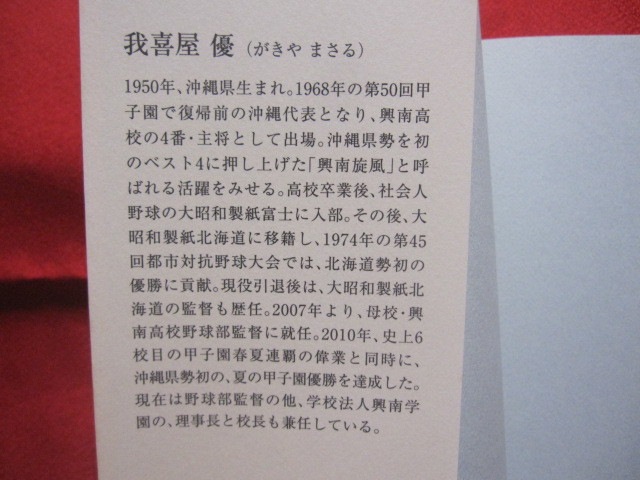 我喜屋 優（がきや まさる）
1950年、沖縄県生まれ。1968年の第50回甲
子園で復帰前の沖縄代表となり、興南高
校の4番・主将として出場。沖縄県勢を初
のベスト4に押し上げた「興南旋風」と呼
ばれる活躍をみせる。高校卒業後、社会人
野球の大昭和製紙富士に入部。その後、大
昭和製紙北海道に移籍し、1974年の第45
回都市対抗野球大会では、北海道勢初の
優勝に貢献。現役引退後は、大昭和製紙北
海道の監督も歴任。2007年より、母校・興
南高校野球部監督に就任。2010年、史上6
校目の甲子園春夏連覇の偉業と同時に、
沖縄県勢初の、夏の甲子園優勝を達成した。
現在は野球部監督の他、学校法人興南学
園の、理事長と校長も兼任している。